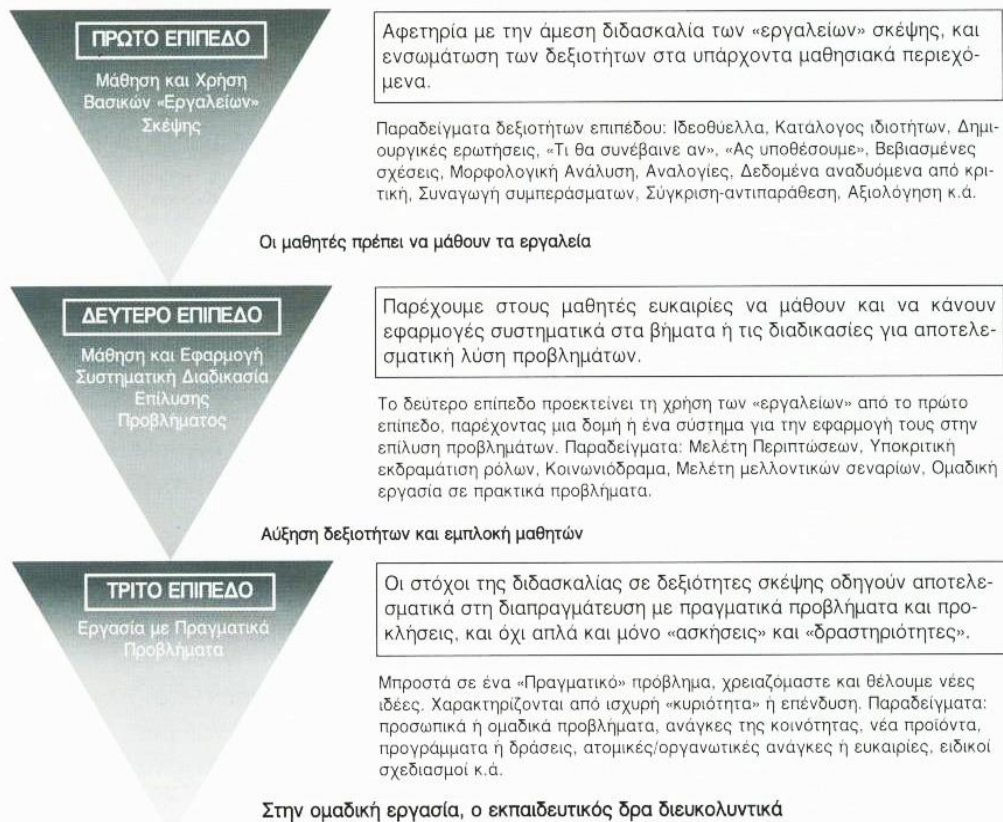 ΠΡΩΤΟ ΕΠΙΠΕΔΟ
Μάθηση και Χρήση
Βασικών «Εργαλείων»
Σκέψης
Αφετηρία με την άμεση διδασκαλία των «εργαλείων» σκέψης, και
ενσωμάτωση των δεξιοτήτων στα υπάρχοντα μαθησιακά περιεχό-
μενα.
Παραδείγματα δεξιοτήτων επιπέδου: Ιδεοθύελλα, Κατάλογος ιδιοτήτων, Δημι-
ουργικές ερωτήσεις, «Τι θα συνέβαινε αν», «Ας υποθέσουμε», Βεβιασμένες
σχέσεις, Μορφολογική Ανάλυση, Αναλογίες, Δεδομένα αναδυόμενα από κρι-
τική, Συναγωγή συμπεράσματων, Σύγκριση-αντιπαράθεση, Αξιολόγηση κ.ά.
Οι μαθητές πρέπει να μάθουν τα εργαλεία
ΔΕΥΤΕΡΟ ΕΠΙΠΕΔΟ
Μάθηση και Εφαρμογή
Συστηματική Διαδικασία
Επίλυσης
Προβλήματος
Παρέχουμε στους μαθητές ευκαιρίες να μάθουν και να κάνουν
εφαρμογές συστηματικά στα βήματα ή τις διαδικασίες για αποτελε-
σματική λύση προβλημάτων.
Το δεύτερο επίπεδο προεκτείνει τη χρήση των «εργαλείων» από το πρώτο
επίπεδο, παρέχοντας μια δομή ή ένα σύστημα για την εφαρμογή τους στην
επίλυση προβλημάτων. Παραδείγματα: Μελέτη Περιπτώσεων, Υποκριτική
εκδραμάτιση ρόλων, Κοινωνιόδραμα, Μελέτη μελλοντικών σεναρίων, Ομαδική
εργασία σε πρακτικά προβλήματα.
Αύξηση δεξιοτήτων και εμπλοκή μαθητών
ΤΡΙΤΟ ΕΠΙΠΕΔΟ
Εργασία με Πραγματικά
Προβλήματα
Οι στόχοι της διδασκαλίας σε δεξιότητες σκέψης οδηγούν αποτελε-
σματικά στη διαπραγμάτευση με πραγματικά προβλήματα και προ-
κλήσεις, και όχι απλά και μόνο «ασκήσεις» και «δραστηριότητες».
Μπροστά σε ένα «Πραγματικό» πρόβλημα, χρειαζόμαστε και θέλουμε νέες
ιδέες. Χαρακτηρίζονται από ισχυρή «κυριότητα» ή επένδυση. Παραδείγματα:
προσωπικά ή ομαδικά προβλήματα, ανάγκες της κοινότητας, νέα προϊόντα,
προγράμματα ή δράσεις, ατομικές/οργανωτικές ανάγκες ή ευκαιρίες, ειδικοί
σχεδιασμοί κ.ά.
Στην ομαδική εργασία, ο εκπαιδευτικός δρα διευκολυντικά